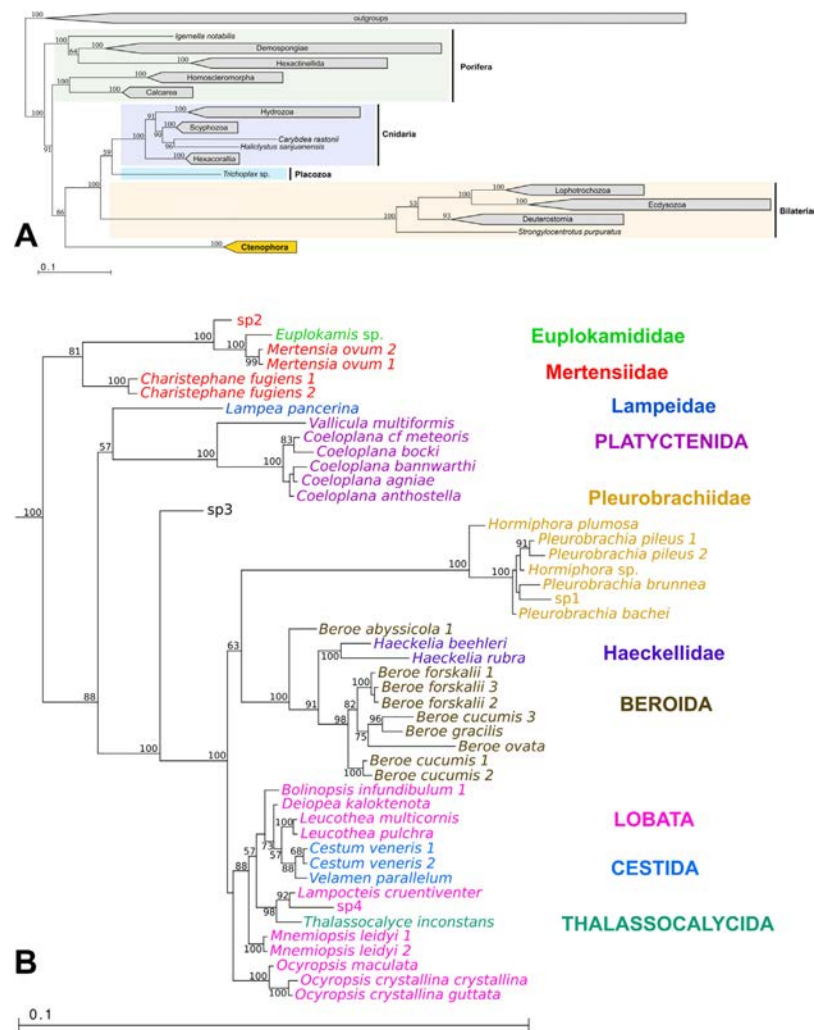 outgroups
100
Igernella notabilis
100
64
100
Demospongiae
100
Hexactinellida
Porifera
100
Homoscleromorpha
100
100
Calcarea
100
91
100
Hydrozoa
91
100
Scyphozoa
Cnidaria
100
99
Carybdea rastonii
96
Haliclystus sanjuanensis
59
100
Hexacorallia
Trichoplax sp.
Placozoa
100
100
Lophotrochozoa
100
53
100
Ecdysozoa
Bilateria
93
Deuterostomia
100
Strongylocentrotus purpuratus
86
A
100
Ctenophora
0.1
sp2
100
Euplokamis sp.
Euplokamididae
100
Mertensia ovum 2
81
99
Mertensia ovum 1
Charistephane fugiens 1
Mertensiidae
100
Charistephane fugiens 2
Lampea pancerina
Lampeidae
Vallicula multiformis
57
83
Coeloplana cf meteoris
PLATYCTENIDA
Coeloplana bocki
100
100
Coeloplana bannwarthi
Coeloplana agniae
Coeloplana anthostella
Pleurobrachiidae
100
sp3
Hormiphora plumosa
91
Pleurobrachia pileus 1
Pleurobrachia pileus 2
100
100
Hormiphora sp.
Pleurobrachia brunnea
sp1
Pleurobrachia bachei
63
Beroe abyssicola 1
Haeckelia beehleri
Haeckellidae
100
Haeckelia rubra
Beroe forskalii 1
100
100
Beroe forskalii 3
88
91
82
Beroe forskalii 2
BEROIDA
98
96
Beroe cucumis 3
75
Beroe gracilis
Beroe ovata
100
Beroe cucumis 1
100
Beroe cucumis 2
Bolinopsis infundibulum 1
Deiopea kaloktenota
100
Leucothea multicornis
LOBATA
73
Leucothea pulchra
57
57
68
Cestum veneris 1
88
Cestum veneris 2
CESTIDA
88
Velamen parallelum
92
Lampocteis cruentiventer
98
sp4
Thalassocalyce inconstans
THALASSOCALYCIDA
Mnemiopsis leidyi 1
100
Mnemiopsis leidyi 2
B
Ocyropsis maculata
100
Ocyropsis crystallina crystallina
100
Ocyropsis crystallina guttata
0.1